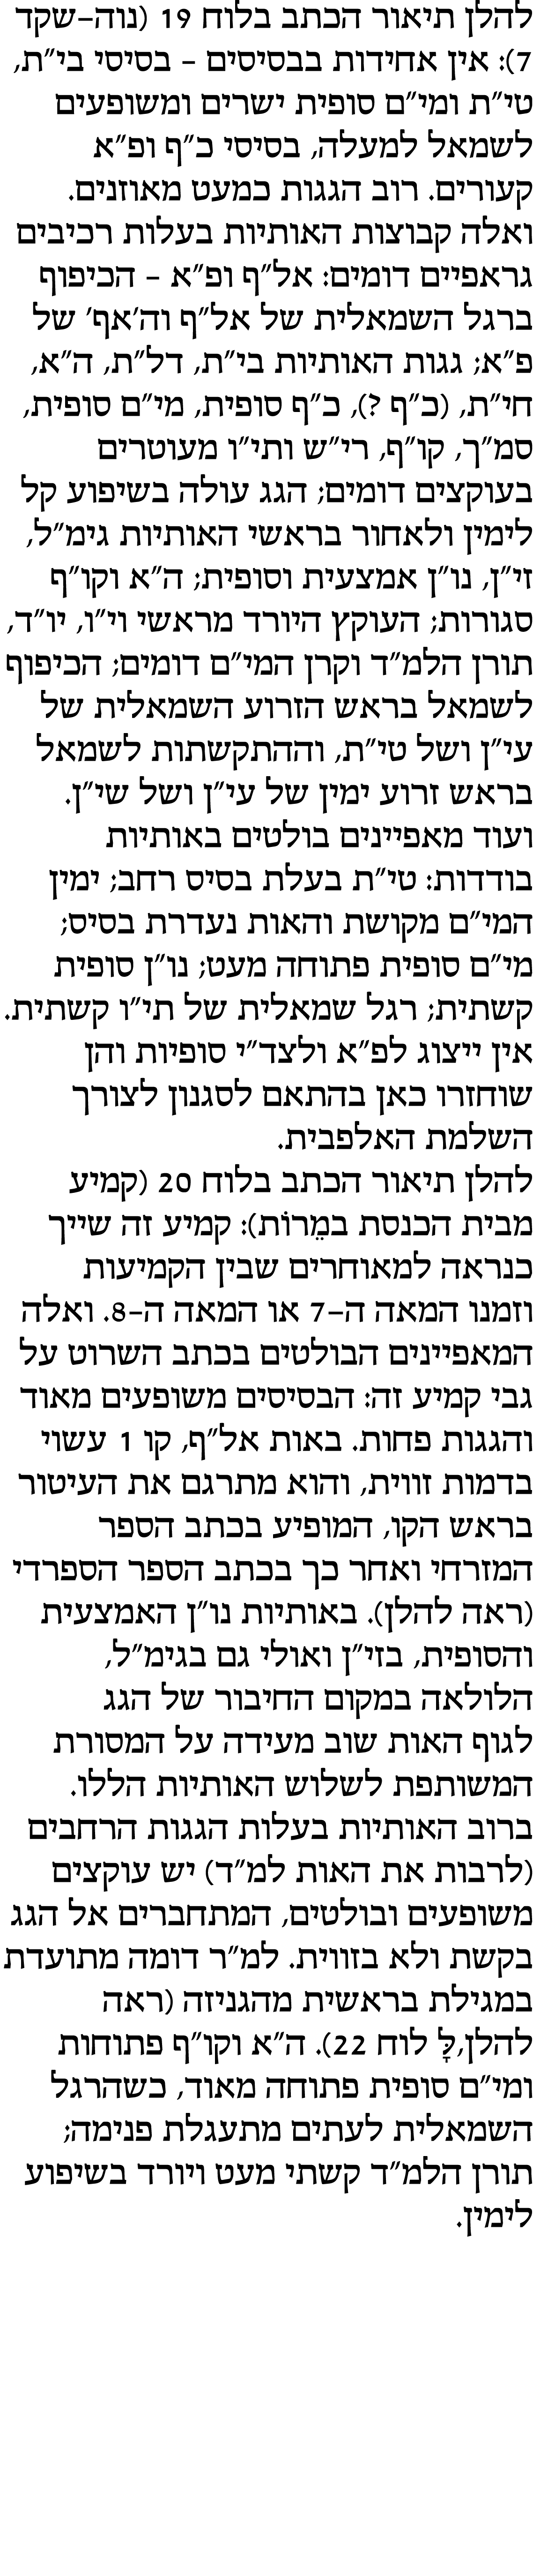 להלן תיאור הכתב בלוח 19 (נוה-שקד
7): אין אחידות בבסיסים – בסיסי בי"ת,
טי"ת ומי"ם סופית ישרים ומשופעים
לשמאל למעלה, בסיסי כ"ף ופ"א
קעורים. רוב הגגות כמעט מאוזנים.
ואלה קבוצות האותיות בעלות רכיבים
גראפיים דומים: אל"ף ופ"א – הכיפוף
ברגל השמאלית של אל"ף וה'אף' של
פ"א; גגות האותיות בי"ת, דל"ת, ה"א,
חי"ת, (כ"ף ?), כ"ף סופית, מי"ם סופית,
סמ"ך, קו"ף, רי"ש ותי"ו מעוטרים
בעוקצים דומים; הגג עולה בשיפוע קל
לימין ולאחור בראשי האותיות גימ"ל,
זי"ן, נו"ן אמצעית וסופית; ה"א וקו"ף
סגורות; העוקץ היורד מראשי וי"ו, יו"ד,
תורן הלמ"ד וקרן המי"ם דומים; הכיפוף
לשמאל בראש הזרוע השמאלית של
עי"ן ושל טי"ת, וההתקשתות לשמאל
בראש זרוע ימין של עי"ן ושל שי"ן.
ועוד מאפיינים בולטים באותיות
בודדות: טי"ת בעלת בסיס רחב; ימין
המי"ם מקושת והאות נעדרת בסיס;
מי"ם סופית פתוחה מעט; נו"ן סופית
קשתית; רגל שמאלית של תי"ו קשתית.
אין ייצוג לפ"א ולצד"י סופיות והן
שוחזרו כאן בהתאם לסגנון לצורך
השלמת האלפבית.
להלן תיאור הכתב בלוח 20 (קמיע
מבית הכנסת במֵרוֹת): קמיע זה שייך
כנראה למאוחרים שבין הקמיעות
וזמנו המאה ה-7 או המאה ה-8. ואלה
המאפיינים הבולטים בכתב השרוט על
גבי קמיע זה: הבסיסים משופעים מאוד
והגגות פחות. באות אל"ף, קו 1 עשוי
בדמות זווית, והוא מתרגם את העיטור
בראש הקו, המופיע בכתב הספר
המזרחי ואחר כך בכתב הספר הספרדי
(ראה להלן). באותיות נו"ן האמצעית
והסופית, בזי"ן ואולי גם בגימ"ל,
הלולאה במקום החיבור של הגג
לגוף האות שוב מעידה על המסורת
המשותפת לשלוש האותיות הללו.
ברוב האותיות בעלות הגגות הרחבים
(לרבות את האות למ"ד) יש עוקצים
משופעים ובולטים, המתחברים אל הגג
בקשת ולא בזווית. למ"ר דומה מתועדת
במגילת בראשית מהגניזה (ראה
להלן,לָּ לוח 22). ה"א וקו"ף פתוחות
ומי"ם סופית פתוחה מאוד, כשהרגל
השמאלית לעתים מתעגלת פנימה;
תורן הלמ"ד קשתי מעט ויורד בשיפוע
לימין.